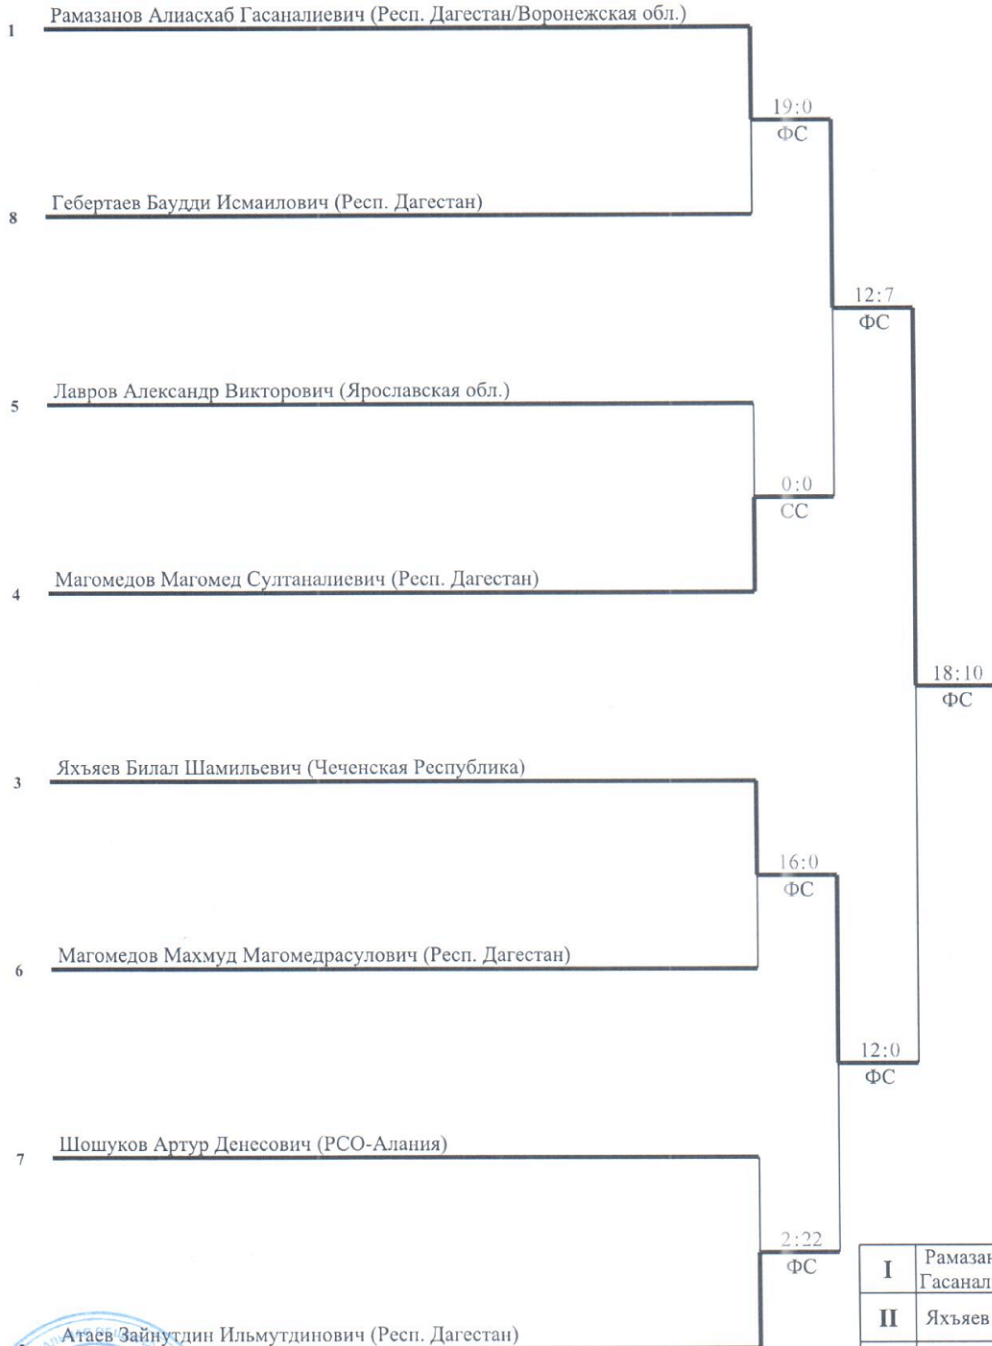 Рамазанов Алиасхаб Гасаналиевич (Респ. Дагестан/Воронежская обл.)
1
19:0
ФС
Гебертаев Баудди Исмаилович (Респ. Дагестан)
8
12:7
ФС
Лавров Александр Викторович (Ярославская обл.)
5
0:0
СС
Магомедов Магомед Султаналиевич (Респ. Дагестан)
4
18:10
ФС
Яхъяев Билал Шамильевич (Чеченская Республика)
3
16:0
ФС
Магомедов Махмуд Магомедрасулович (Респ. Дагестан)
6
12:0
ФС
Шошуков Артур Денесович (РСО-Алания)
7
2:22
ФС
I Рамазан
Гасанал
II Яхъяев
Атаев Зайнутдин Ильмутдинович (Респ. Дагестан)